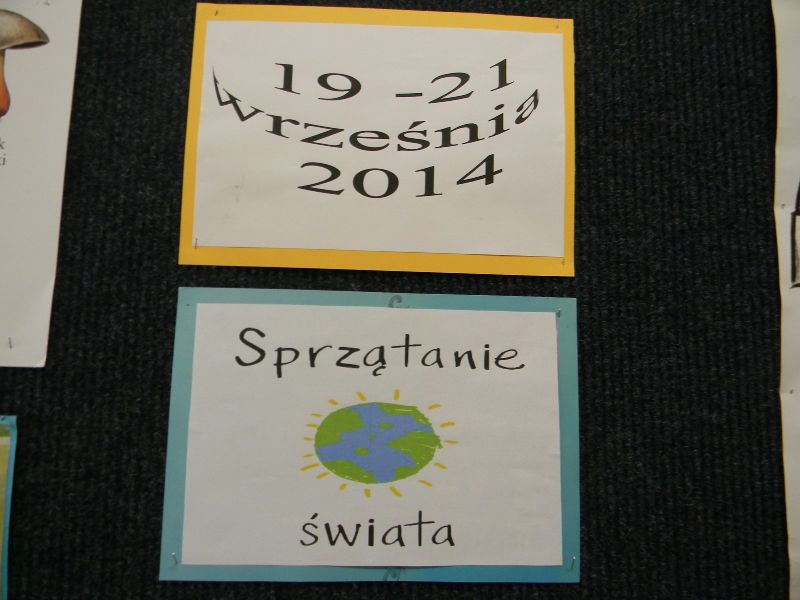 19 -21
września
2014
Sprzątanie
świata